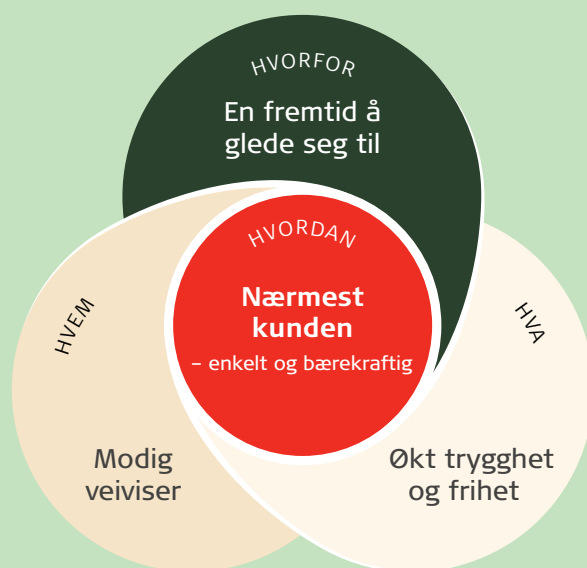 HVORFOR
En fremtid å
glede seg til
HVORDAN
Nærmest
kunden
– enkelt og bærekraftig
HVEM
Modig
veiviser
HVA
Økt trygghet
og frihet